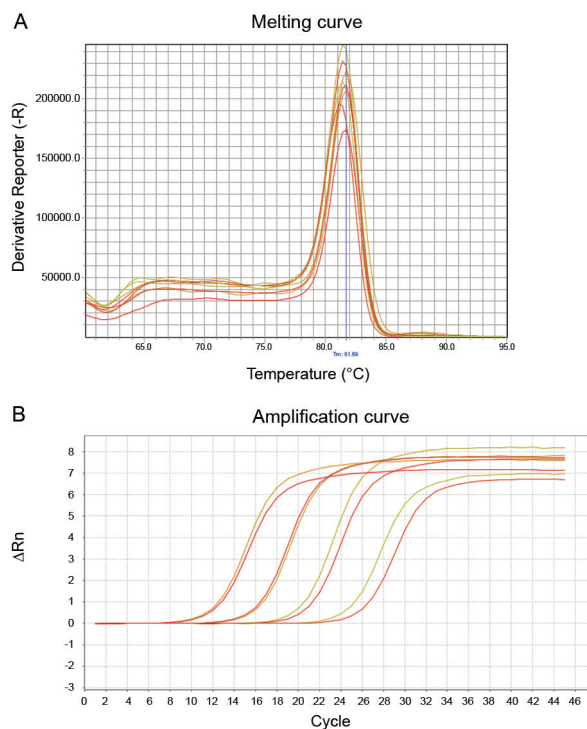 A
Melting curve
Derivative Reporter (-R)
200000.0
150000.0
100000.0
50000.0
65.0 70.0 75.0 80.0 85.0 90.0 95.0
Tm: 81.69
Temperature (°C)
B
Amplification curve
ΔRn
8
7
6
5
4
3
2
1
0
-1
-2
-3
0 2 4 6 8 10 12 14 16 18 20 22 24 26 28 30 32 34 36 38 40 42 44 46
Cycle